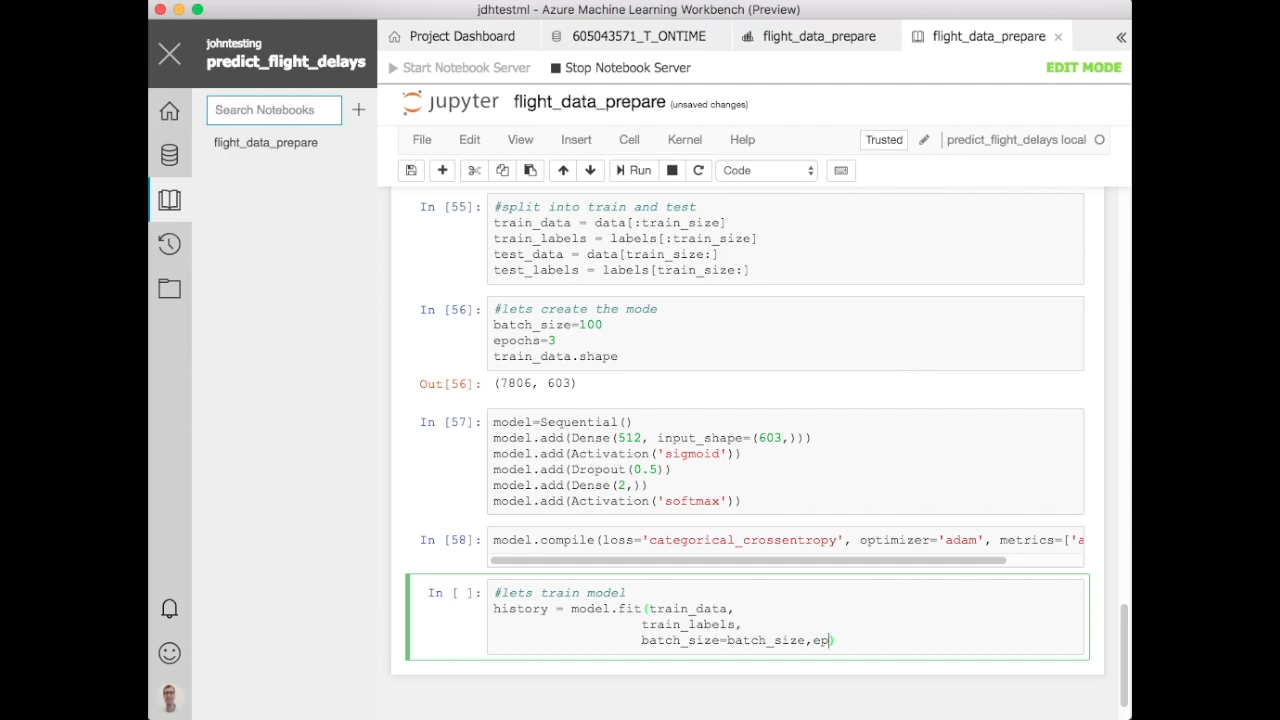 jdhtestml - Azure Machine Learning Workbench (Preview)
johntesting
predict_flight_delays
Project Dashboard
605043571_T_ONTIME
flight_data_prepare
flight_data_prepare
Start Notebook Server
Stop Notebook Server
EDIT MODE
Search Notebooks
flight_data_prepare
jupyter flight_data_prepare (unsaved changes)
File Edit View Insert Cell Kernel Help
Trusted
predict_flight_delays local
Run
Code
In [55]: #split into train and test
train_data = data[:train_size]
train_labels = labels[:train_size]
test_data = data[train_size:]
test_labels = labels[train_size:]
In [56]: #lets create the mode
batch_size=100
epochs=3
train_data.shape
Out[56]: (7806, 603)
In [57]: model=Sequential()
model.add(Dense(512, input_shape=(603,)))
model.add(Activation('sigmoid'))
model.add(Dropout(0.5))
model.add(Dense(2,))
model.add(Activation('softmax'))
In [58]: model.compile(loss='categorical_crossentropy', optimizer='adam', metrics=['a
In [ ]: #lets train model
history = model.fit(train_data,
train_labels,
batch_size=batch_size,ep)